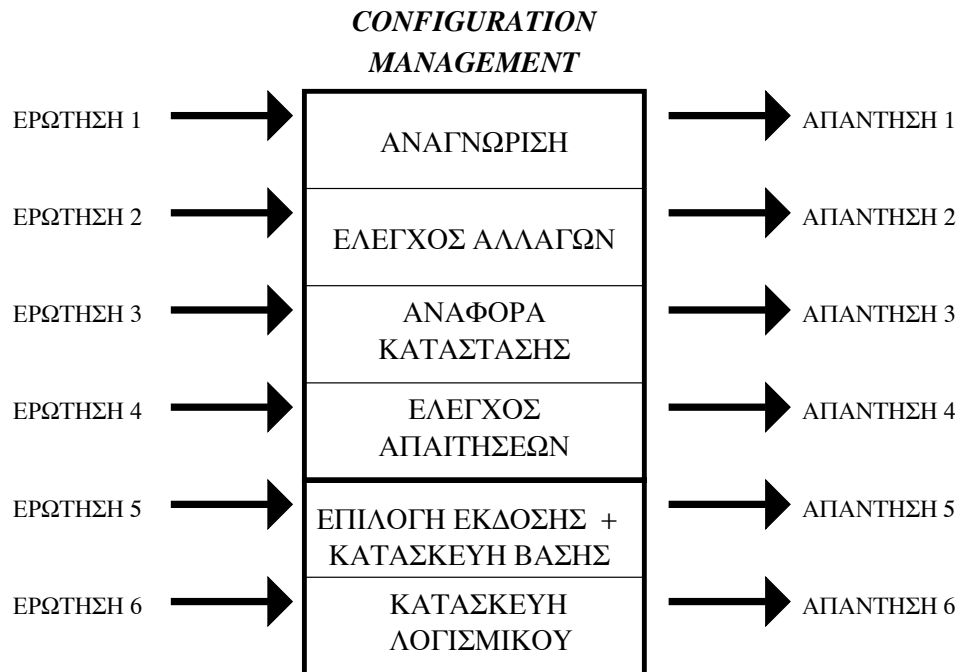 CONFIGURATION
MANAGEMENT
ΕΡΩΤΗΣΗ 1
ΑΝΑΓΝΩΡΙΣΗ
ΑΠΑΝΤΗΣΗ 1
ΕΡΩΤΗΣΗ 2
ΕΛΕΓΧΟΣ ΑΛΛΑΓΩΝ
ΑΠΑΝΤΗΣΗ 2
ΕΡΩΤΗΣΗ 3
ΑΝΑΦΟΡΑ
ΚΑΤΑΣΤΑΣΗΣ
ΑΠΑΝΤΗΣΗ 3
ΕΡΩΤΗΣΗ 4
ΕΛΕΓΧΟΣ
ΑΠΑΙΤΗΣΕΩΝ
ΑΠΑΝΤΗΣΗ 4
ΕΡΩΤΗΣΗ 5
ΕΠΙΛΟΓΗ ΕΚΔΟΣΗΣ +
ΚΑΤΑΣΚΕΥΗ ΒΑΣΗΣ
ΑΠΑΝΤΗΣΗ 5
ΕΡΩΤΗΣΗ 6
ΚΑΤΑΣΚΕΥΗ
ΛΟΓΙΣΜΙΚΟΥ
ΑΠΑΝΤΗΣΗ 6